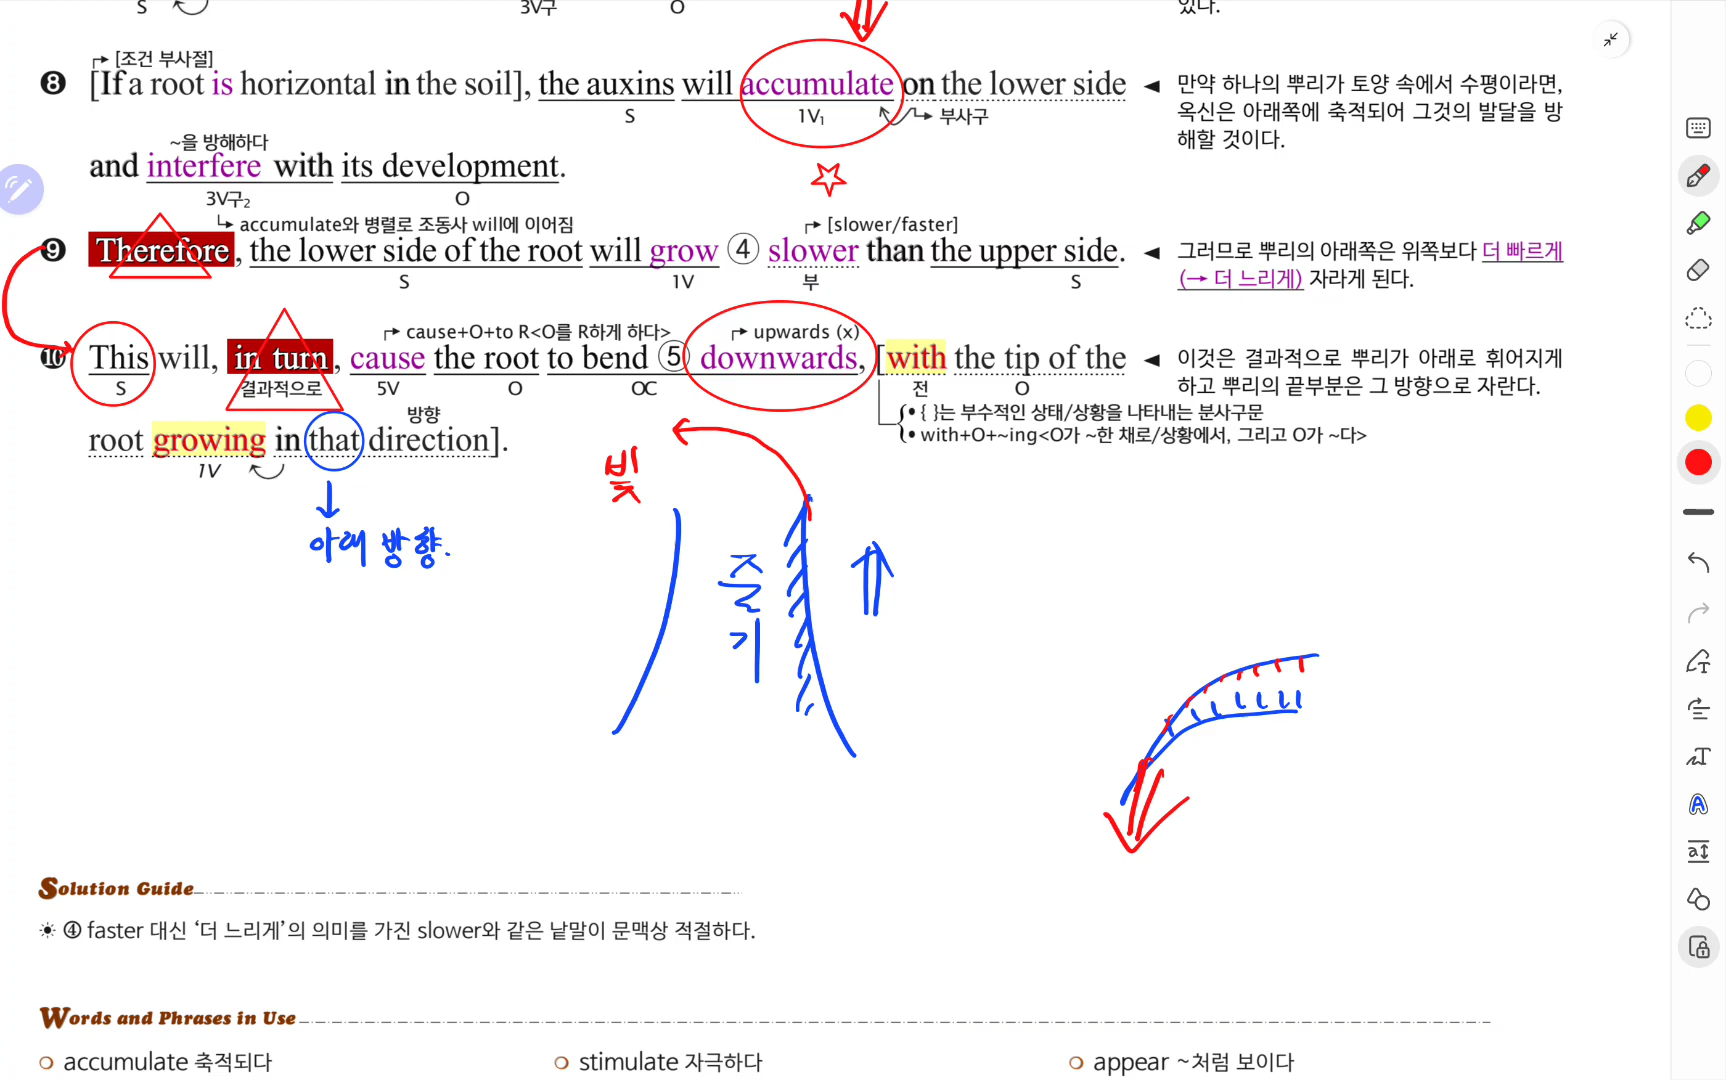 S 3V구 O 있다.
[조건 부사절]
❽ [If a root is horizontal in the soil], the auxins will accumulate on the lower side ◄ 만약 하나의 뿌리가 토양 속에서 수평이라면,
S 1V₁ 부사구 옥신은 아래쪽에 축적되어 그것의 발달을 방
~을 방해하다 해할 것이다.
and interfere with its development.
3V구₂ O
accumulate와 병렬로 조동사 will에 이어짐 [slower/faster]
❾ Therefore, the lower side of the root will grow ④ slower than the upper side. ◄ 그러므로 뿌리의 아래쪽은 위쪽보다 더 빠르게
S 1V 부 S (→ 더 느리게) 자라게 된다.
cause+O+to R<O를 R하게 하다> upwards (x)
❿ This will, in turn, cause the root to bend ⑤ downwards, [with the tip of the ◄ 이것은 결과적으로 뿌리가 아래로 휘어지게
S 결과적으로 5V O OC 전 O 하고 뿌리의 끝부분은 그 방향으로 자란다.
방향 • { }는 부수적인 상태/상황을 나타내는 분사구문
root growing in that direction]. • with+O+~ing<O가 ~한 채로/상황에서, 그리고 O가 ~다>
1V
빛
아래 방향.
줄기
Solution Guide
④ faster 대신 ‘더 느리게’의 의미를 가진 slower와 같은 낱말이 문맥상 적절하다.
Words and Phrases in Use
accumulate 축적되다 stimulate 자극하다 appear ~처럼 보이다